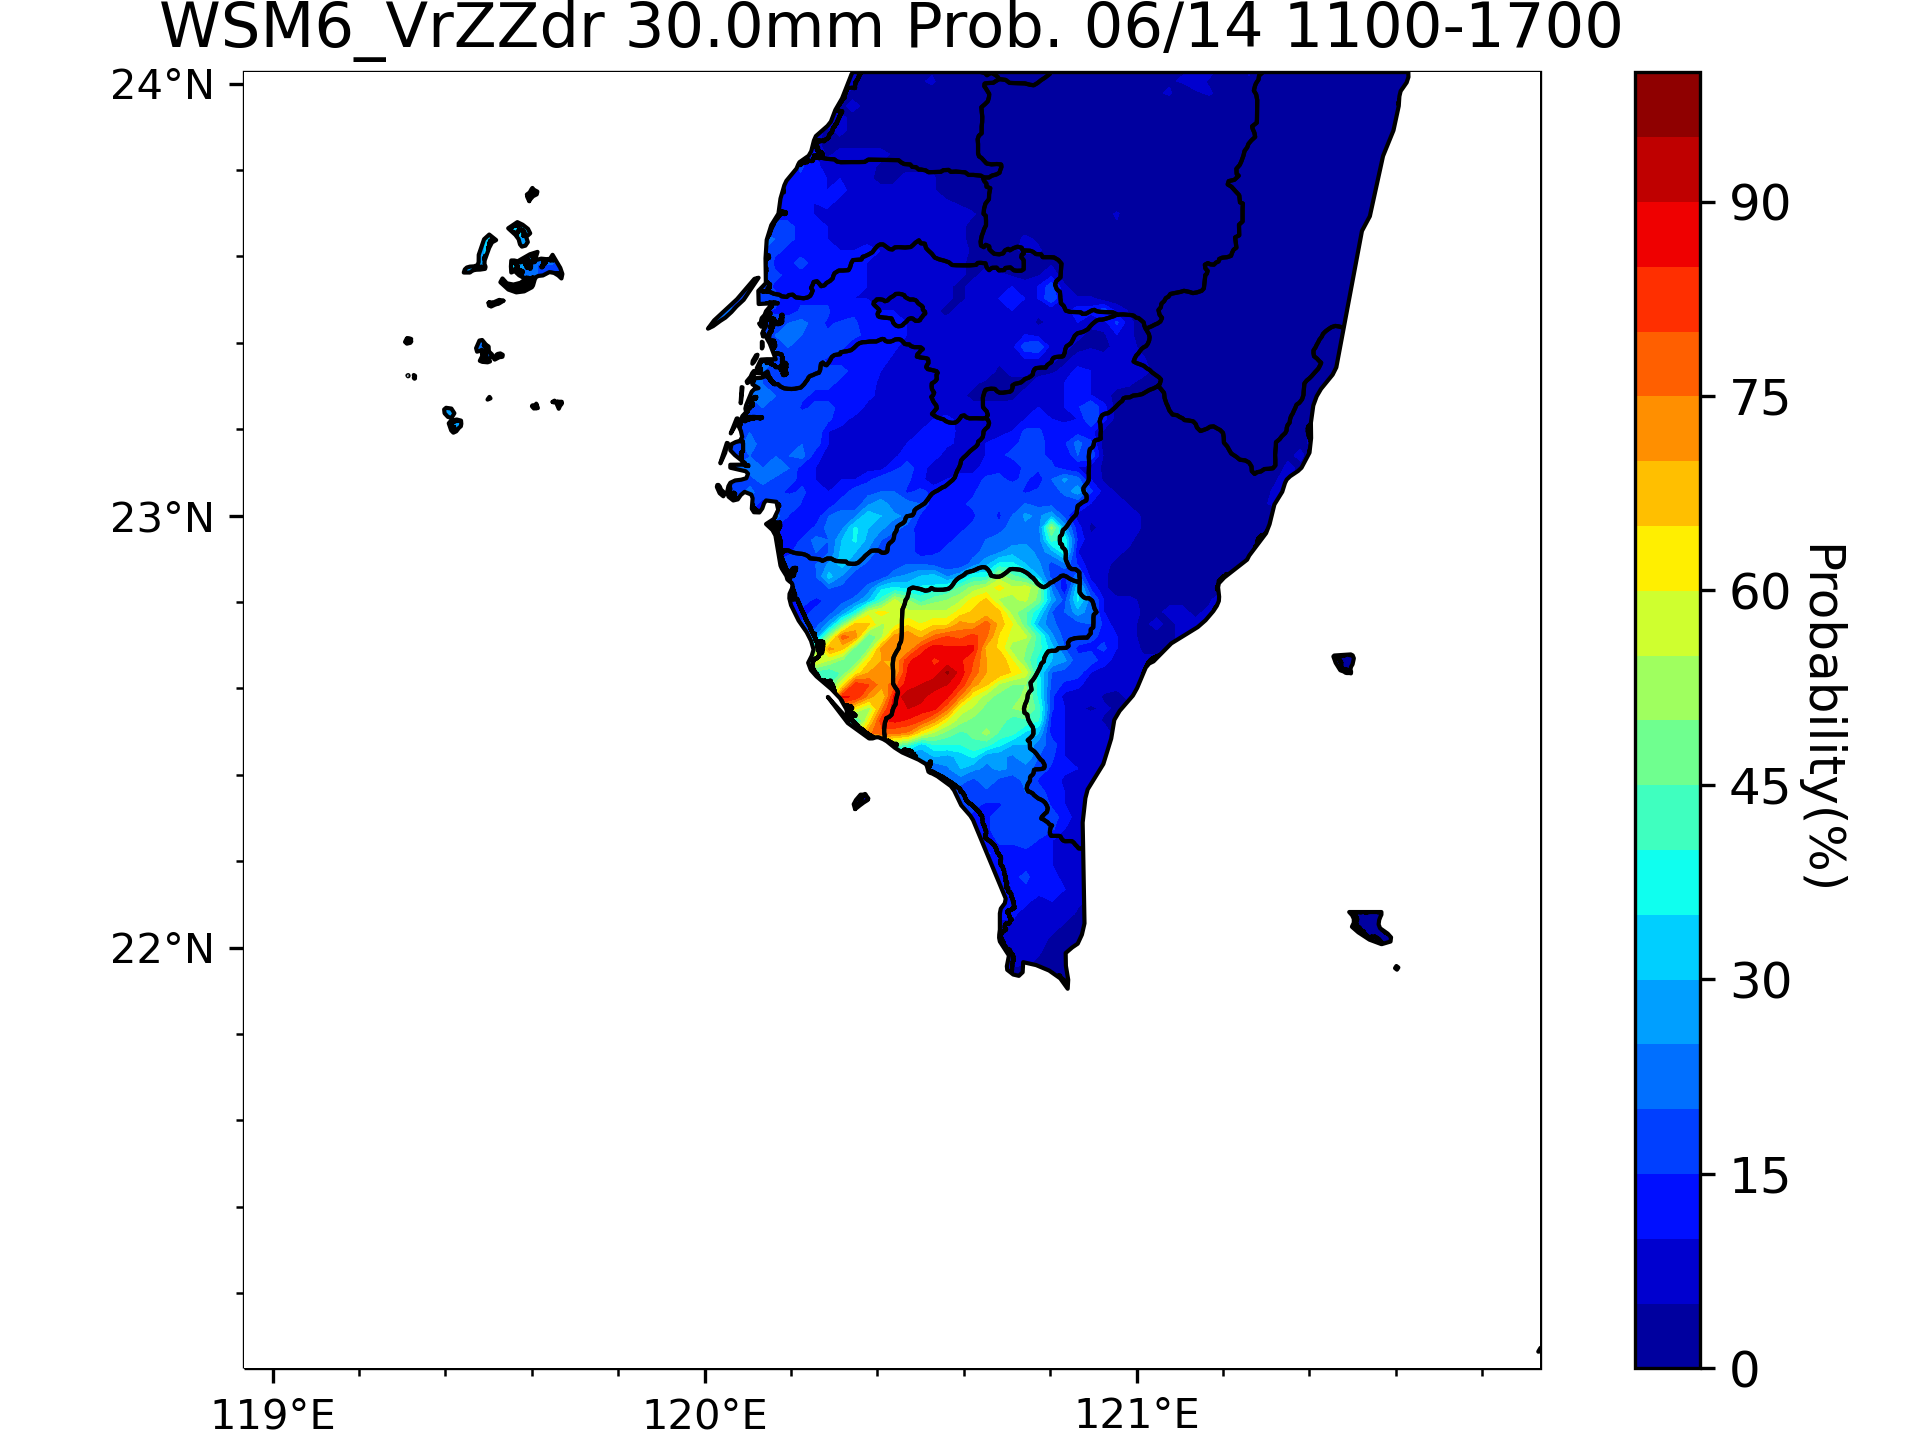 WSM6_VrZZdr 30.0mm Prob. 06/14 1100-1700
24°N
23°N
22°N
119°E
120°E
121°E
90
75
60
45
30
15
0
Probability(%)